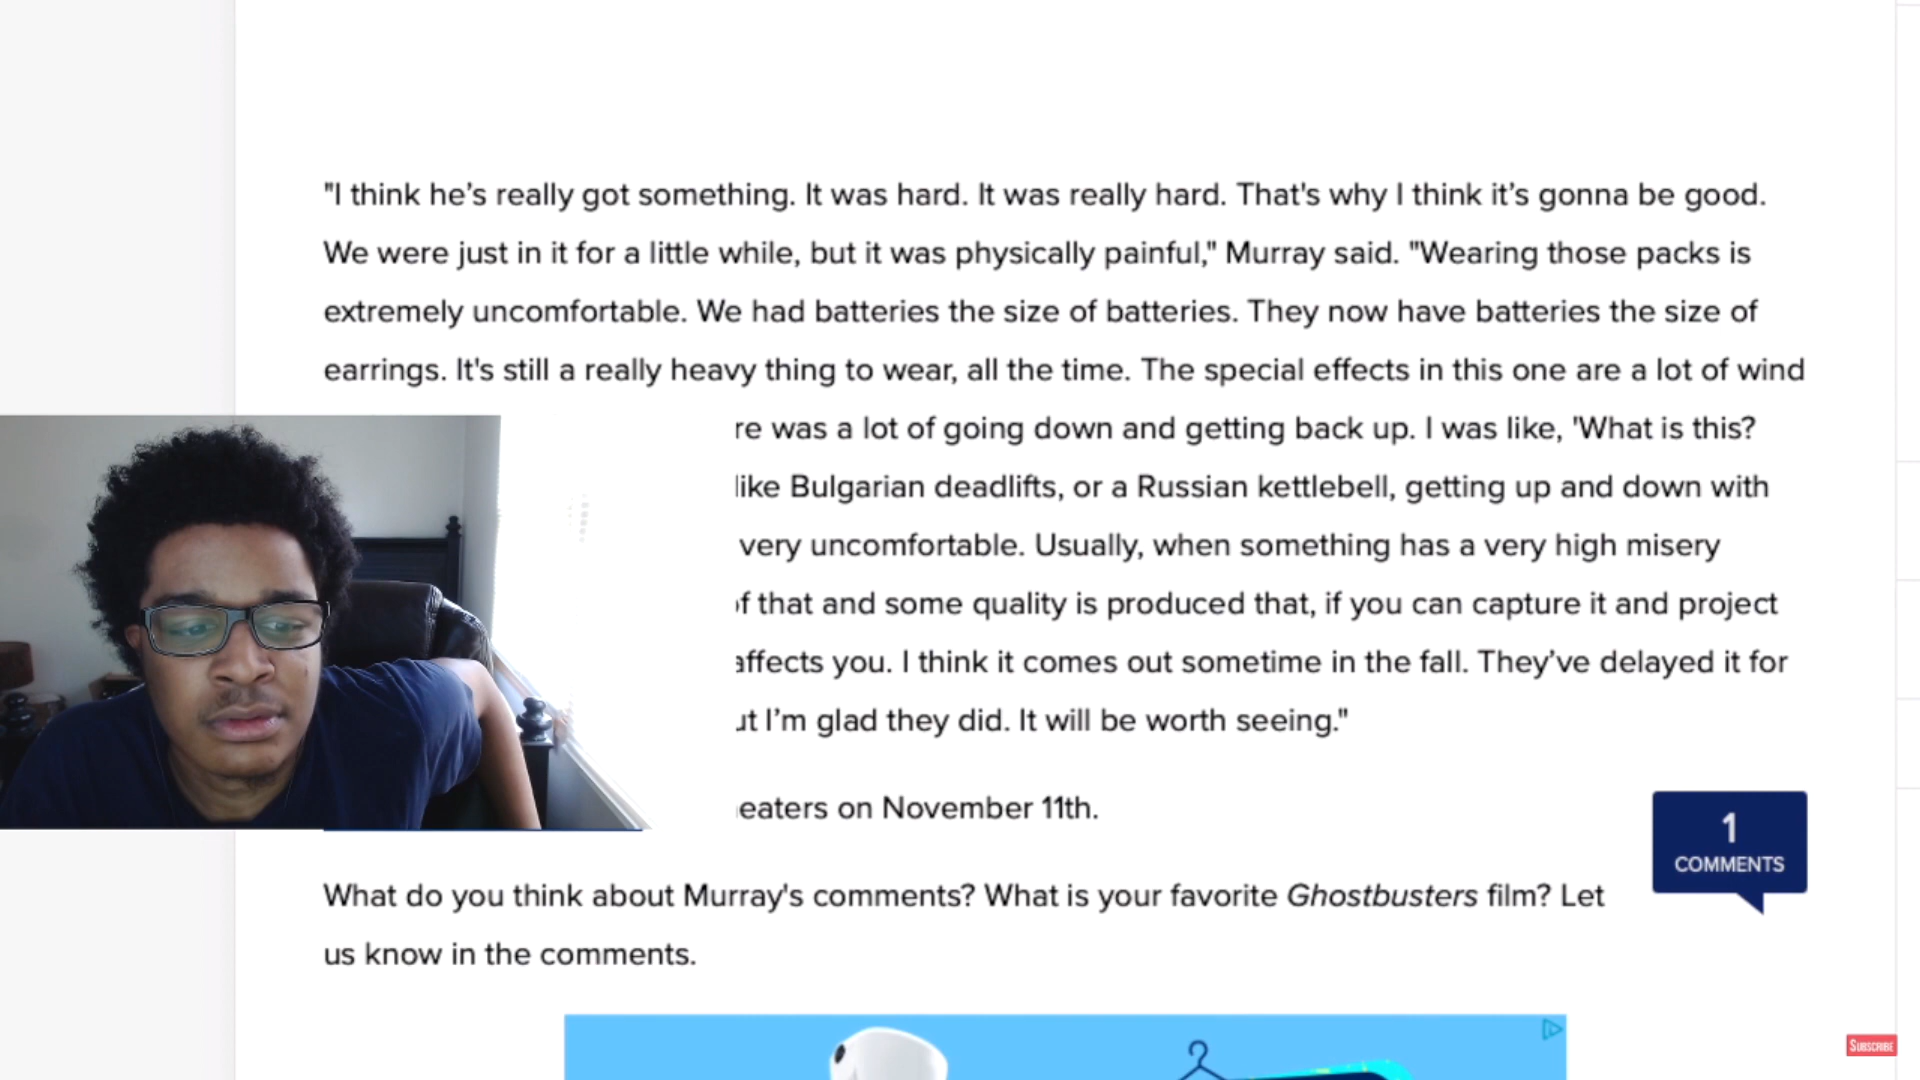 "I think he’s really got something. It was hard. It was really hard. That's why I think it’s gonna be good.
We were just in it for a little while, but it was physically painful," Murray said. "Wearing those packs is
extremely uncomfortable. We had batteries the size of batteries. They now have batteries the size of
earrings. It's still a really heavy thing to wear, all the time. The special effects in this one are a lot of wind
was a lot of going down and getting back up. I was like, 'What is this?
like Bulgarian deadlifts, or a Russian kettlebell, getting up and down with
very uncomfortable. Usually, when something has a very high misery
that and some quality is produced that, if you can capture it and project
affects you. I think it comes out sometime in the fall. They’ve delayed it for
I’m glad they did. It will be worth seeing."
on November 11th.
1
COMMENTS
What do you think about Murray's comments? What is your favorite Ghostbusters film? Let
us know in the comments.
SUBSCRIBE